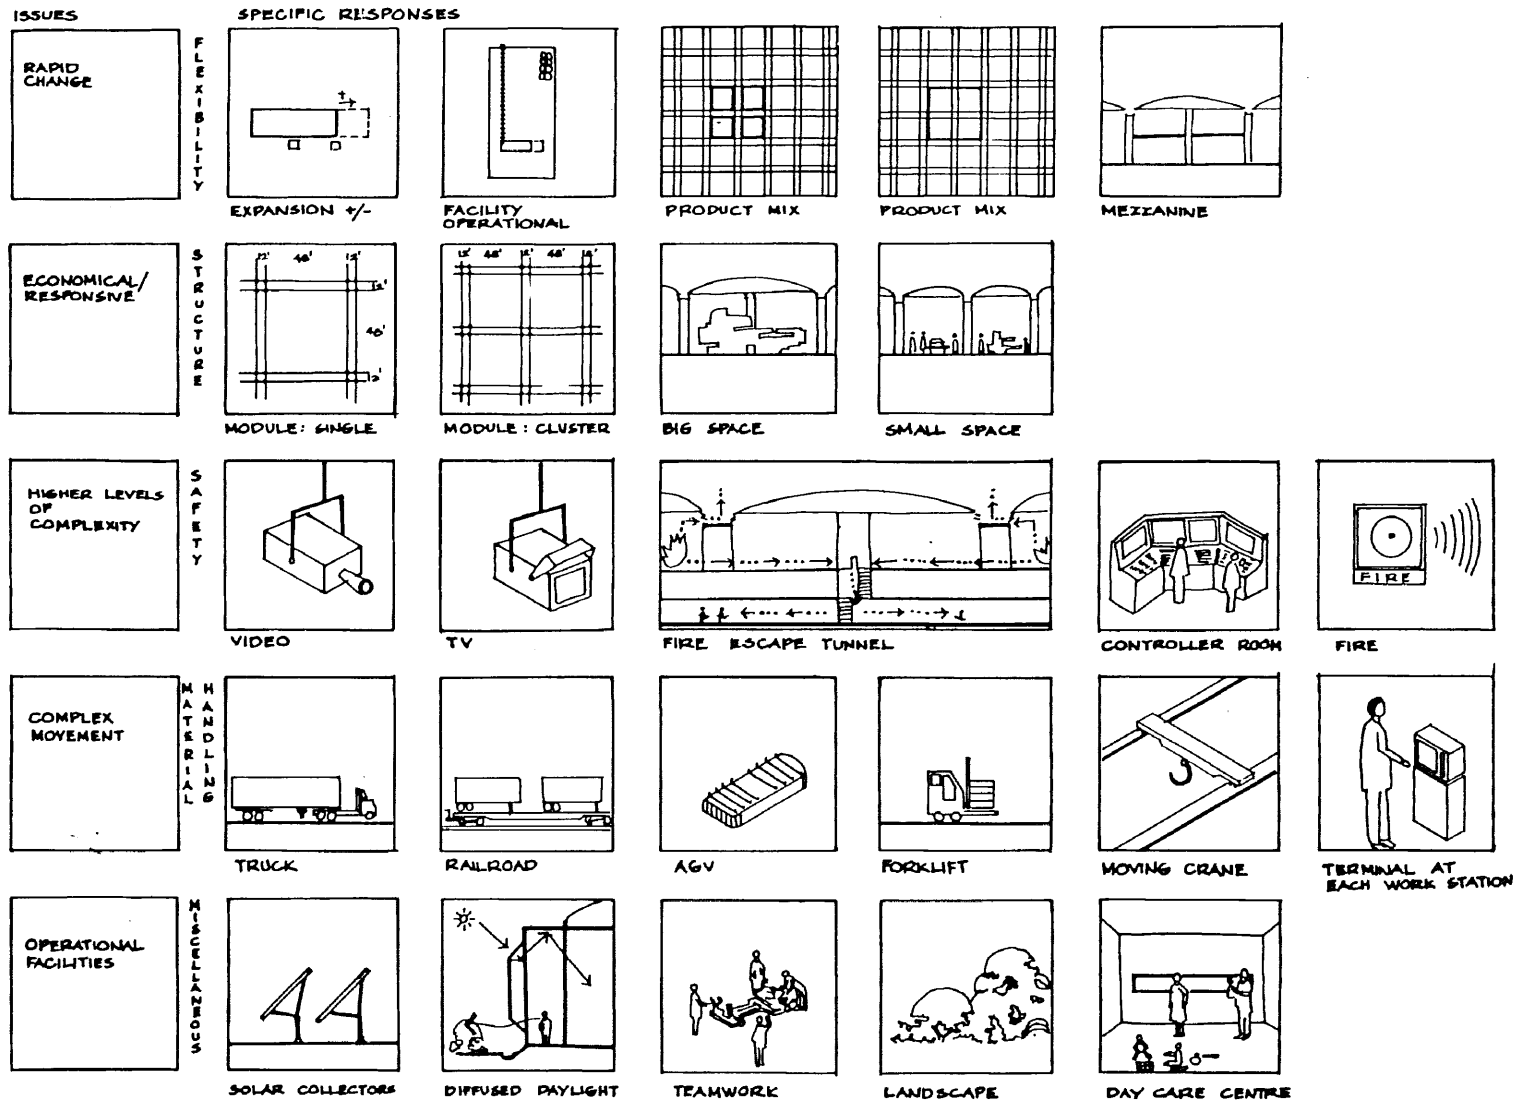 ISSUES
SPECIFIC RESPONSES
RAPID
CHANGE
FLEXIBILITY
EXPANSION +/-
FACILITY
OPERATIONAL
PRODUCT MIX
PRODUCT MIX
MEZZANINE
ECONOMICAL/
RESPONSIVE
STRUCTURE
12' 48' 12'
12'
48'
12'
MODULE: SINGLE
12' 48' 12' 48' 12'
MODULE: CLUSTER
BIG SPACE
SMALL SPACE
HIGHER LEVELS
OF
COMPLEXITY
SAFETY
VIDEO
TV
FIRE ESCAPE TUNNEL
CONTROLLER ROOM
FIRE
FIRE
COMPLEX
MOVEMENT
MATERIAL
HANDLING
TRUCK
RAILROAD
AGV
FORKLIFT
MOVING CRANE
TERMINAL AT
EACH WORK STATION
OPERATIONAL
FACILITIES
MISCELLANEOUS
SOLAR COLLECTORS
DIFFUSED DAYLIGHT
TEAMWORK
LANDSCAPE
DAY CARE CENTRE